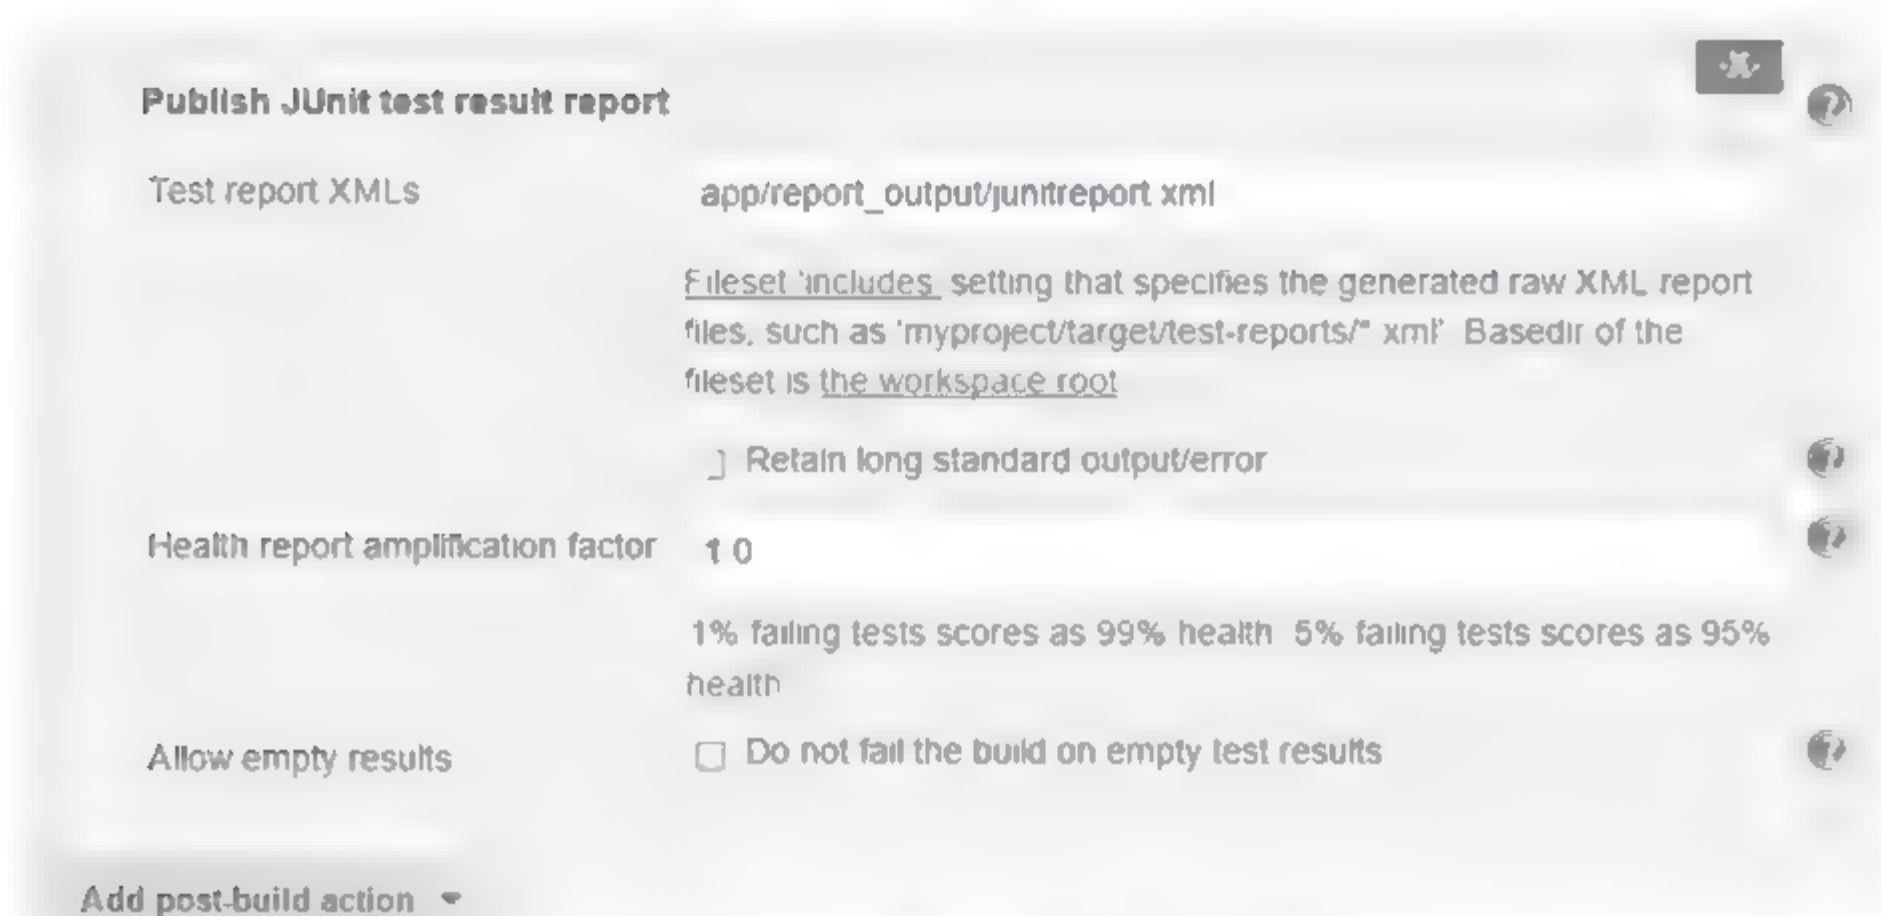 Publish JUnit test result report
Test report XMLs
app/report_output/junitreport.xml
Fileset 'includes' setting that specifies the generated raw XML report
files, such as 'myproject/target/test-reports/*.xml'. Basedir of the
fileset is the workspace root.
Retain long standard output/error
Health report amplification factor
1.0
1% failing tests scores as 99% health. 5% failing tests scores as 95%
health
Allow empty results
Do not fail the build on empty test results
Add post-build action